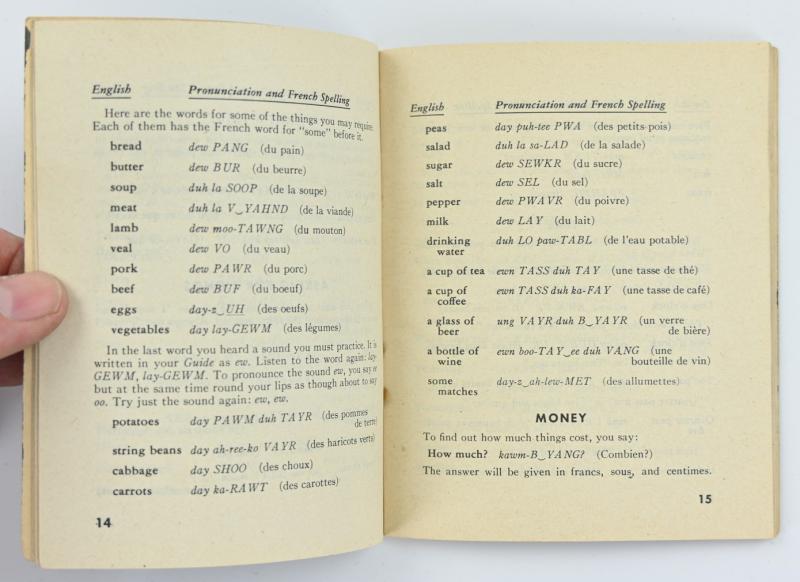 English Pronunciation and French Spelling
Here are the words for some of the things you may require.
Each of them has the French word for "some" before it.
bread dew PANG (du pain)
butter dew BUR (du beurre)
soup duh la SOOP (de la soupe)
meat duh la V‿YAHND (de la viande)
lamb dew moo-TAWNG (du mouton)
veal dew VO (du veau)
pork dew PAWR (du porc)
beef dew BUF (du boeuf)
eggs day-z‿UH (des oeufs)
vegetables day lay-GEWM (des légumes)
In the last word you heard a sound you must practice. It is
written in your Guide as ew. Listen to the word again: lay-
GEWM, lay-GEWM. To pronounce the sound ew, you say ee
but at the same time round your lips as though about to say
oo. Try just the sound again: ew, ew.
potatoes day PAWM duh TAYR (des pommes
de terre)
string beans day ah-ree-ko VAYR (des haricots verts)
cabbage day SHOO (des choux)
carrots day ka-RAWT (des carottes)
14
English Pronunciation and French Spelling
peas day puh-tee PWA (des petits pois)
salad duh la sa-LAD (de la salade)
sugar dew SEWKR (du sucre)
salt dew SEL (du sel)
pepper dew PWAVR (du poivre)
milk dew LAY (du lait)
drinking duh LO paw-TABL (de l'eau potable)
water
a cup of tea ewn TASS duh TAY (une tasse de thé)
a cup of ewn TASS duh ka-FAY (une tasse de café)
coffee
a glass of ung VAYR duh B‿YAYR (un verre
beer de bière)
a bottle of ewn boo-TAY‿ee duh VANG (une
wine bouteille de vin)
some day-z‿ah-lew-MET (des allumettes)
matches
MONEY
To find out how much things cost, you say:
How much? kawm-B‿YANG? (Combien?)
The answer will be given in francs, sous, and centimes.
15